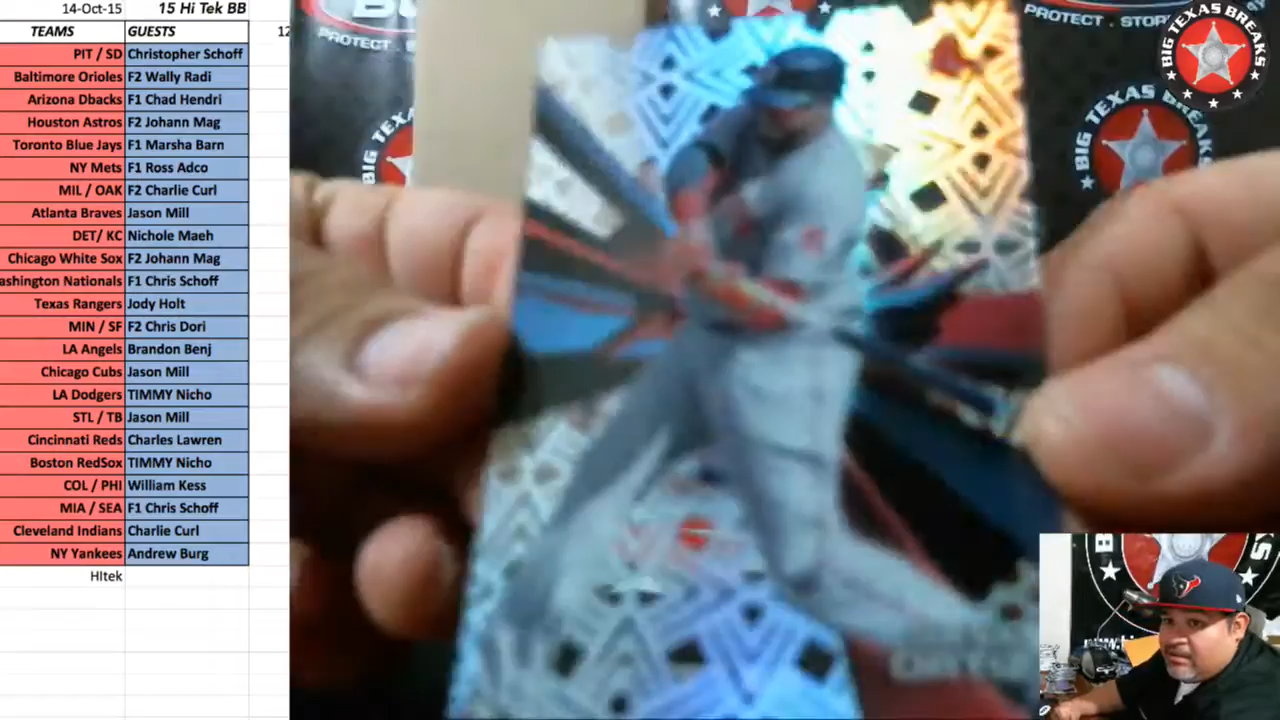 14-Oct-15 15 Hi Tek BB
TEAMS GUESTS 12
PIT / SD Christopher Schoff
Baltimore Orioles F2 Wally Radi
Arizona Dbacks F1 Chad Hendri
Houston Astros F2 Johann Mag
Toronto Blue Jays F1 Marsha Barn
NY Mets F1 Ross Adco
MIL / OAK F2 Charlie Curl
Atlanta Braves Jason Mill
DET/ KC Nichole Maeh
Chicago White Sox F2 Johann Mag
ashington Nationals F1 Chris Schoff
Texas Rangers Jody Holt
MIN / SF F2 Chris Dori
LA Angels Brandon Benj
Chicago Cubs Jason Mill
LA Dodgers TIMMY Nicho
STL / TB Jason Mill
Cincinnati Reds Charles Lawren
Boston RedSox TIMMY Nicho
COL / PHI William Kess
MIA / SEA F1 Chris Schoff
Cleveland Indians Charlie Curl
NY Yankees Andrew Burg
HItek
PROTECT · STOR
PROTECT · STOR
BIG TEXAS BREAKS
BIG TEXAS BREAKS
BIG TEXAS